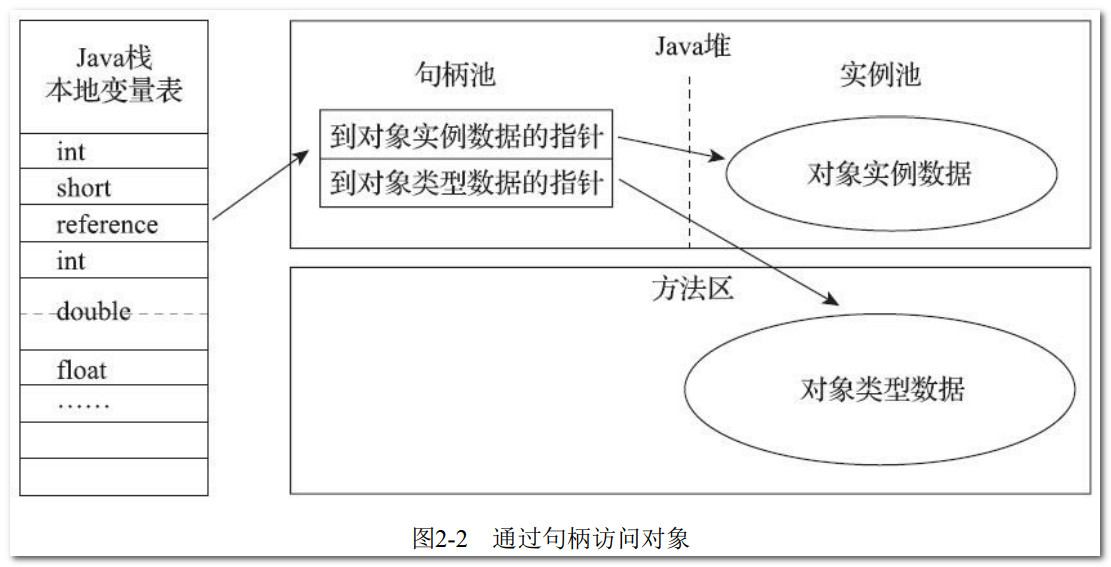 Java栈
本地变量表
int
short
reference
int
double
float
……
Java堆
句柄池
实例池
到对象实例数据的指针
到对象类型数据的指针
对象实例数据
方法区
对象类型数据
图2-2 通过句柄访问对象